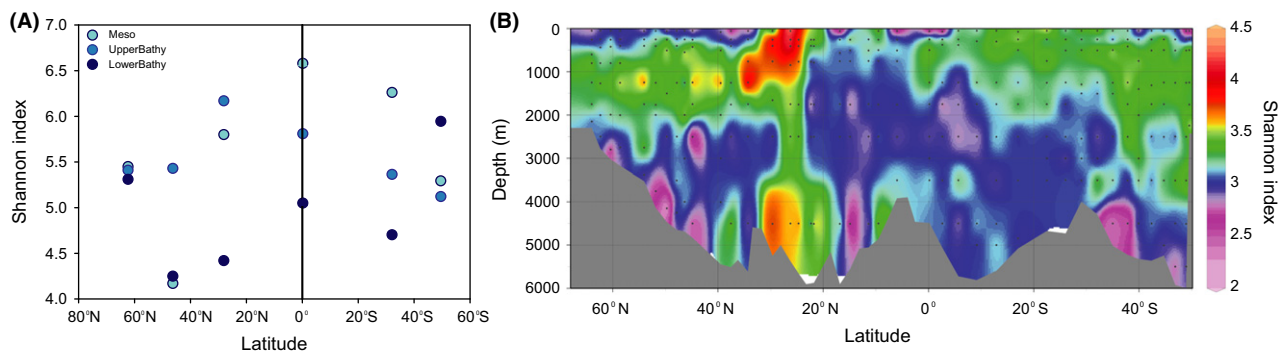 (A)
7.0
6.5
6.0
5.5
5.0
4.5
4.0
Shannon index
Meso
UpperBathy
LowerBathy
80°N 60°N 40°N 20°N 0° 20°S 40°S 60°S
Latitude
(B)
0
1000
2000
3000
4000
5000
6000
Depth (m)
60°N 40°N 20°N 0° 20°S 40°S
Latitude
4.5
4
3.5
3
2.5
2
Shannon index